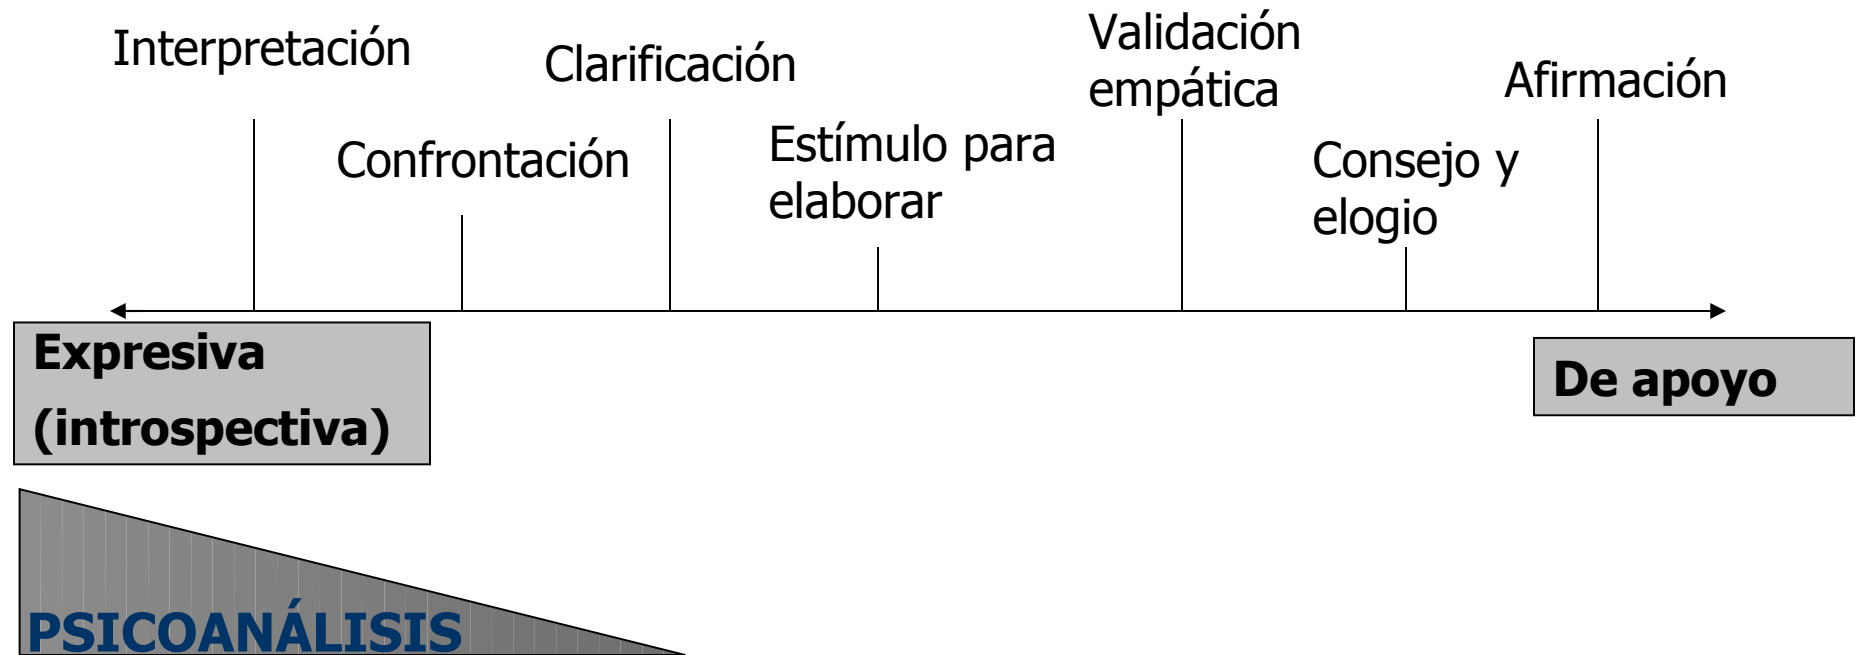 Interpretación
Confrontación
Clarificación
Estímulo para
elaborar
Validación
empática
Consejo y
elogio
Afirmación
Expresiva
(introspectiva)
De apoyo
PSICOANÁLISIS